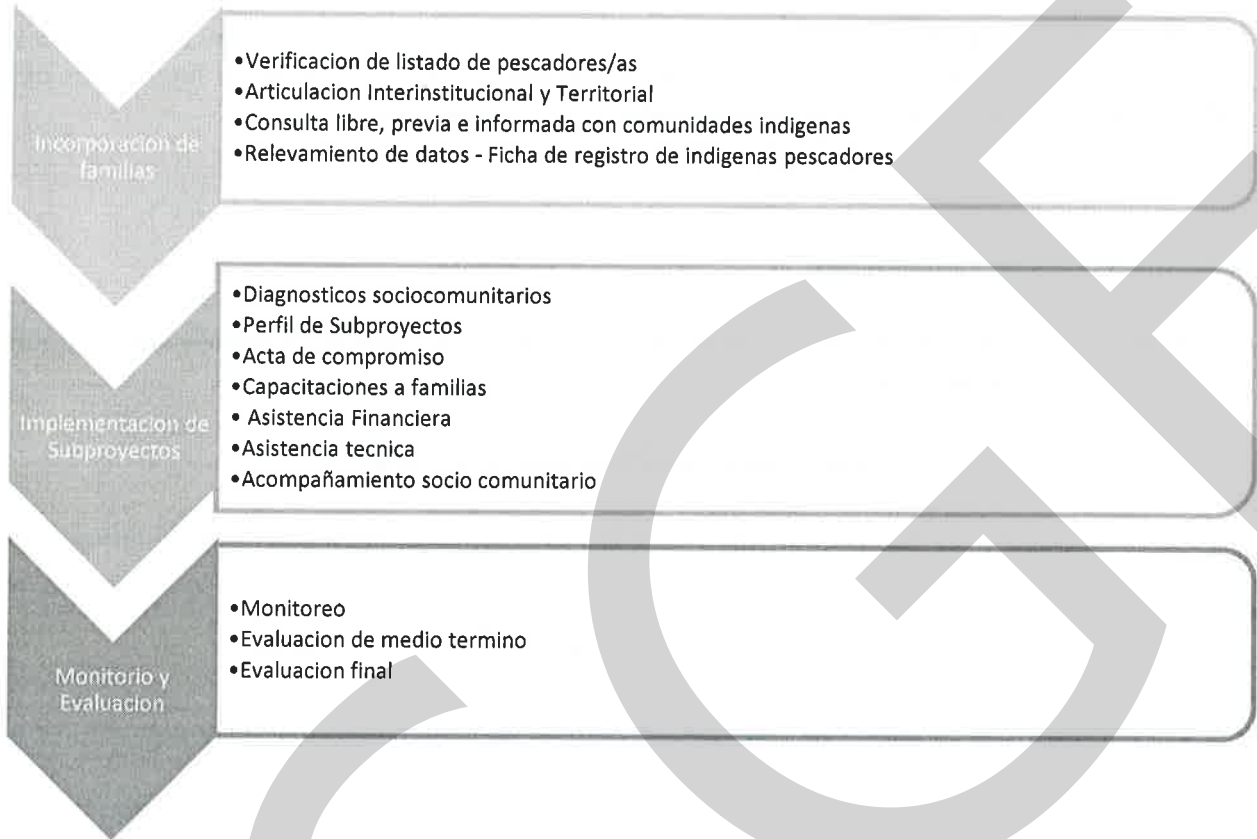 Incorporacion de
familias
•Verificacion de listado de pescadores/as
•Articulacion Interinstitucional y Territorial
•Consulta libre, previa e informada con comunidades indigenas
•Relevamiento de datos - Ficha de registro de indigenas pescadores
Implementacion de
Subproyectos
•Diagnosticos sociocomunitarios
•Perfil de Subproyectos
•Acta de compromiso
•Capacitaciones a familias
• Asistencia Financiera
•Asistencia tecnica
•Acompañamiento socio comunitario
Monitorio y
Evaluacion
•Monitoreo
•Evaluacion de medio termino
•Evaluacion final